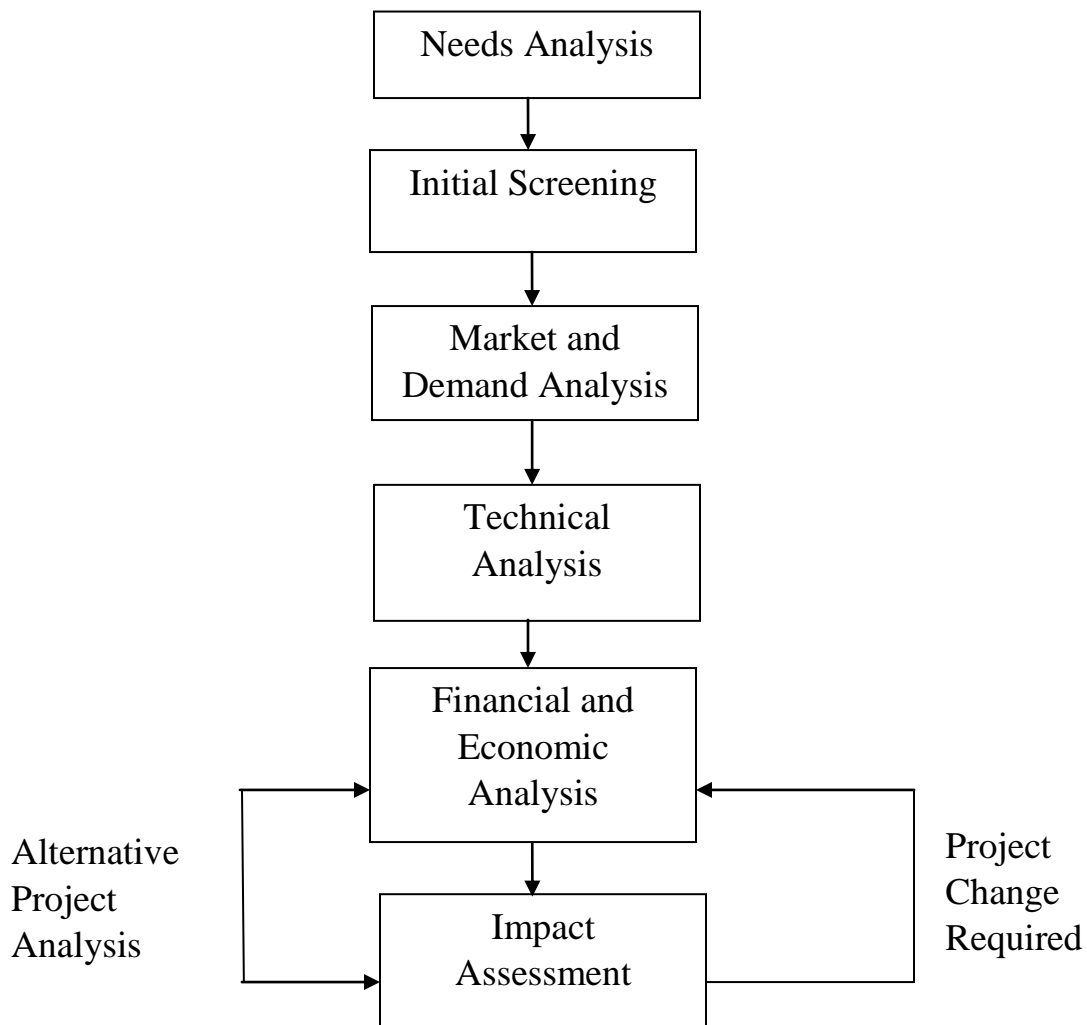 Needs Analysis
Initial Screening
Market and
Demand Analysis
Technical
Analysis
Financial and
Economic
Analysis
Alternative
Project
Analysis
Project
Change
Required
Impact
Assessment